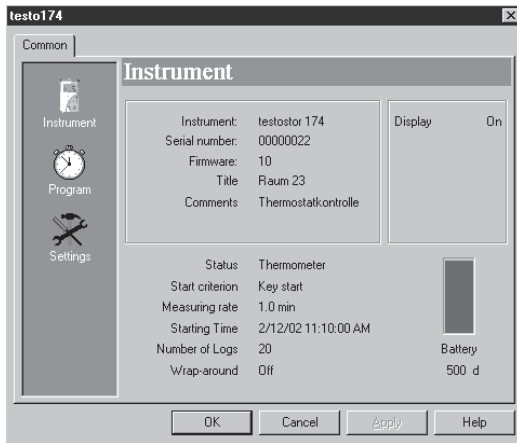 testo174
Common
Instrument
Program
Settings
Instrument
Instrument: testostor 174
Serial number: 00000022
Firmware: 10
Title Raum 23
Comments Thermostatkontrolle
Display On
Status Thermometer
Start criterion Key start
Measuring rate 1.0 min
Starting Time 2/12/02 11:10:00 AM
Number of Logs 20
Wrap-around Off
Battery
500 d
OK Cancel Apply Help